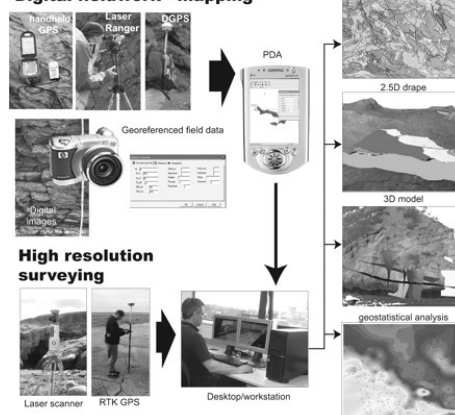 Digital fieldwork - mapping
handheld
GPS
Laser
Ranger
DGPS
PDA
Georeferenced field data
Digital
images
High resolution
surveying
Laser scanner
RTK GPS
Desktop/workstation
2.5D drape
3D model
geostatistical analysis